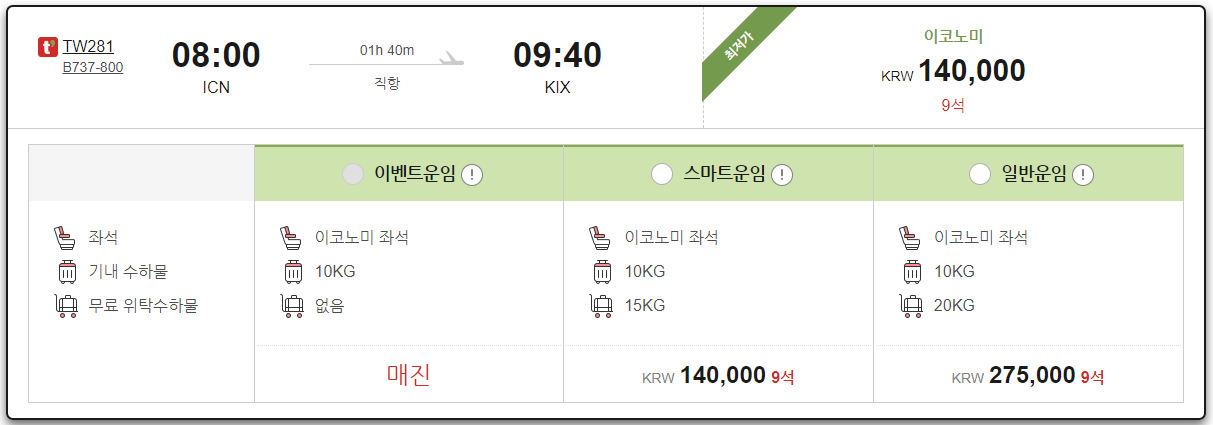 TW281
B737-800
08:00
ICN
01h 40m
직항
09:40
KIX
최저가
이코노미
KRW 140,000
9석
이벤트운임 !
스마트운임 !
일반운임 !
좌석
이코노미 좌석
이코노미 좌석
이코노미 좌석
기내 수하물
10KG
10KG
10KG
무료 위탁수하물
없음
15KG
20KG
매진
KRW 140,000 9석
KRW 275,000 9석